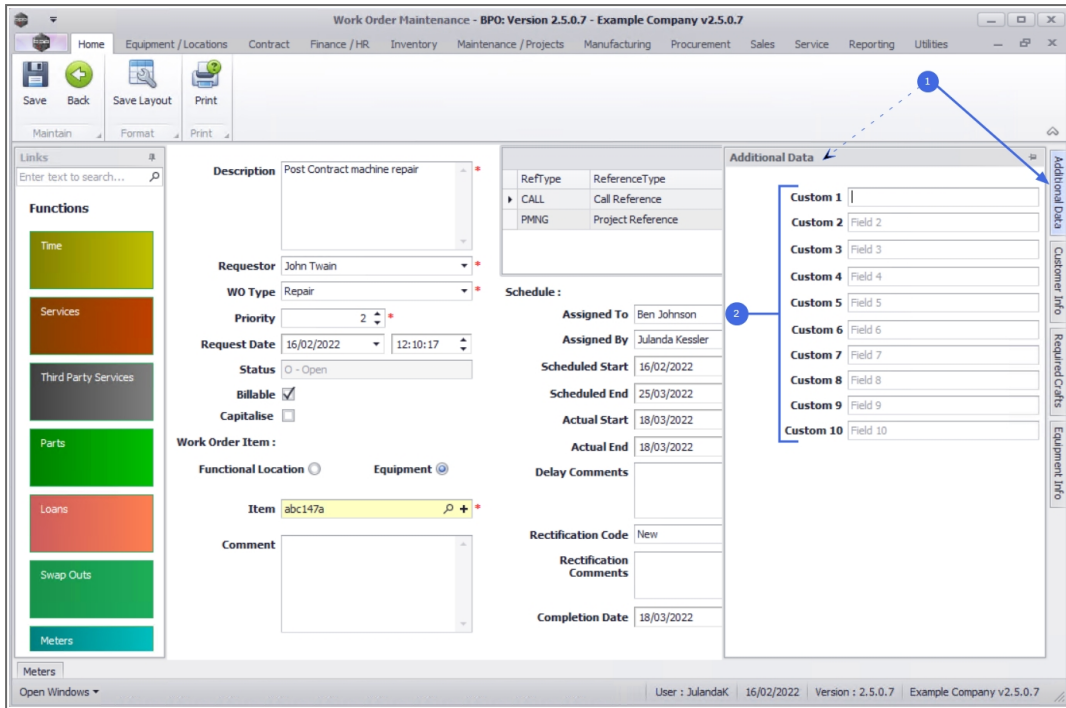 Work Order Maintenance - BPO: Version 2.5.0.7 - Example Company v2.5.0.7
Home Equipment / Locations Contract Finance / HR Inventory Maintenance / Projects Manufacturing Procurement Sales Service Reporting Utilities
Save Back Save Layout Print
Maintain Format Print
1
Links
Enter text to search...
Functions
Time
Services
Third Party Services
Parts
Loans
Swap Outs
Meters
Description Post Contract machine repair *
Requestor John Twain *
WO Type Repair *
Priority 2 *
Request Date 16/02/2022 12:10:17
Status O - Open
Billable
Capitalise
Work Order Item :
Functional Location Equipment
Item abc147a *
Comment
RefType ReferenceType
CALL Call Reference
PMNG Project Reference
Schedule :
Assigned To Ben Johnson
Assigned By Julanda Kessler
Scheduled Start 16/02/2022
Scheduled End 25/03/2022
Actual Start 18/03/2022
Actual End 18/03/2022
Delay Comments
Rectification Code New
Rectification
Comments
Completion Date 18/03/2022
Additional Data
2
Custom 1
Custom 2 Field 2
Custom 3 Field 3
Custom 4 Field 4
Custom 5 Field 5
Custom 6 Field 6
Custom 7 Field 7
Custom 8 Field 8
Custom 9 Field 9
Custom 10 Field 10
Additional Data
Customer Info
Required Crafts
Equipment Info
Meters
Open Windows User : JulandaK 16/02/2022 Version : 2.5.0.7 Example Company v2.5.0.7